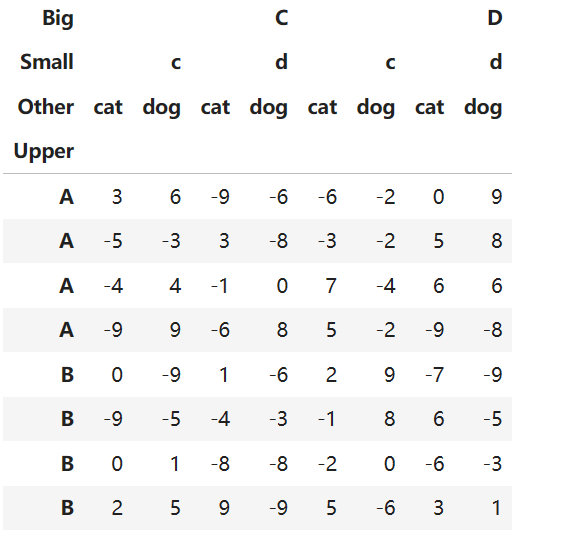 Big C D
Small c d c d
Other cat dog cat dog cat dog cat dog
Upper
A 3 6 -9 -6 -6 -2 0 9
A -5 -3 3 -8 -3 -2 5 8
A -4 4 -1 0 7 -4 6 6
A -9 9 -6 8 5 -2 -9 -8
B 0 -9 1 -6 2 9 -7 -9
B -9 -5 -4 -3 -1 8 6 -5
B 0 1 -8 -8 -2 0 -6 -3
B 2 5 9 -9 5 -6 3 1